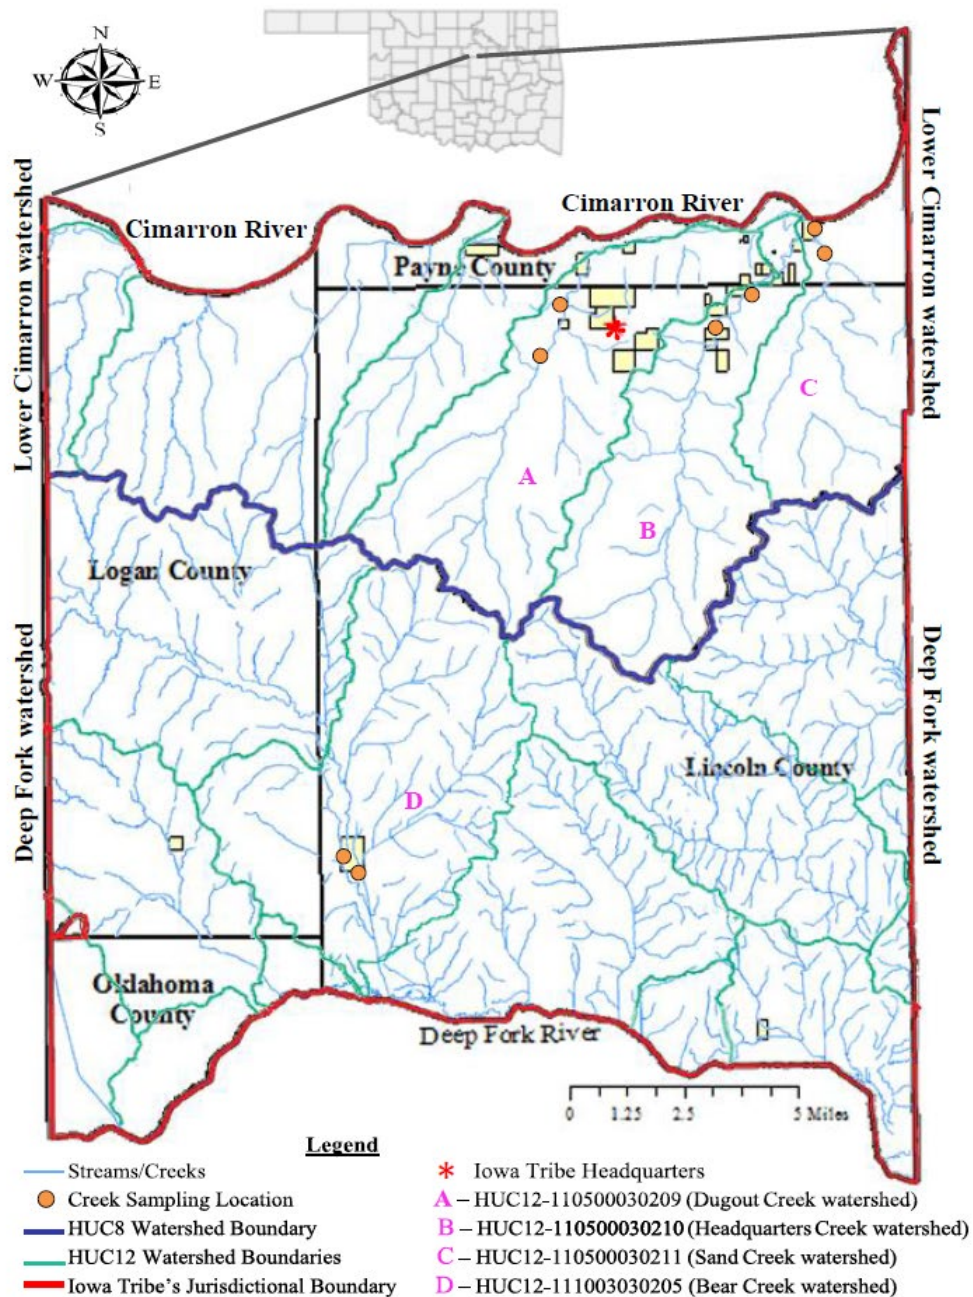 N
W E
S
Lower Cimarron watershed
Lower Cimarron watershed
Cimarron River
Cimarron River
Payne County
C
A
B
Logan County
Deep Fork watershed
Deep Fork watershed
Lincoln County
D
Oklahoma
County
Deep Fork River
0 1.25 2.5 5 Miles
Legend
Streams/Creeks
Creek Sampling Location
HUC8 Watershed Boundary
HUC12 Watershed Boundaries
Iowa Tribe's Jurisdictional Boundary
Iowa Tribe Headquarters
A – HUC12-110500030209 (Dugout Creek watershed)
B – HUC12-110500030210 (Headquarters Creek watershed)
C – HUC12-110500030211 (Sand Creek watershed)
D – HUC12-111003030205 (Bear Creek watershed)